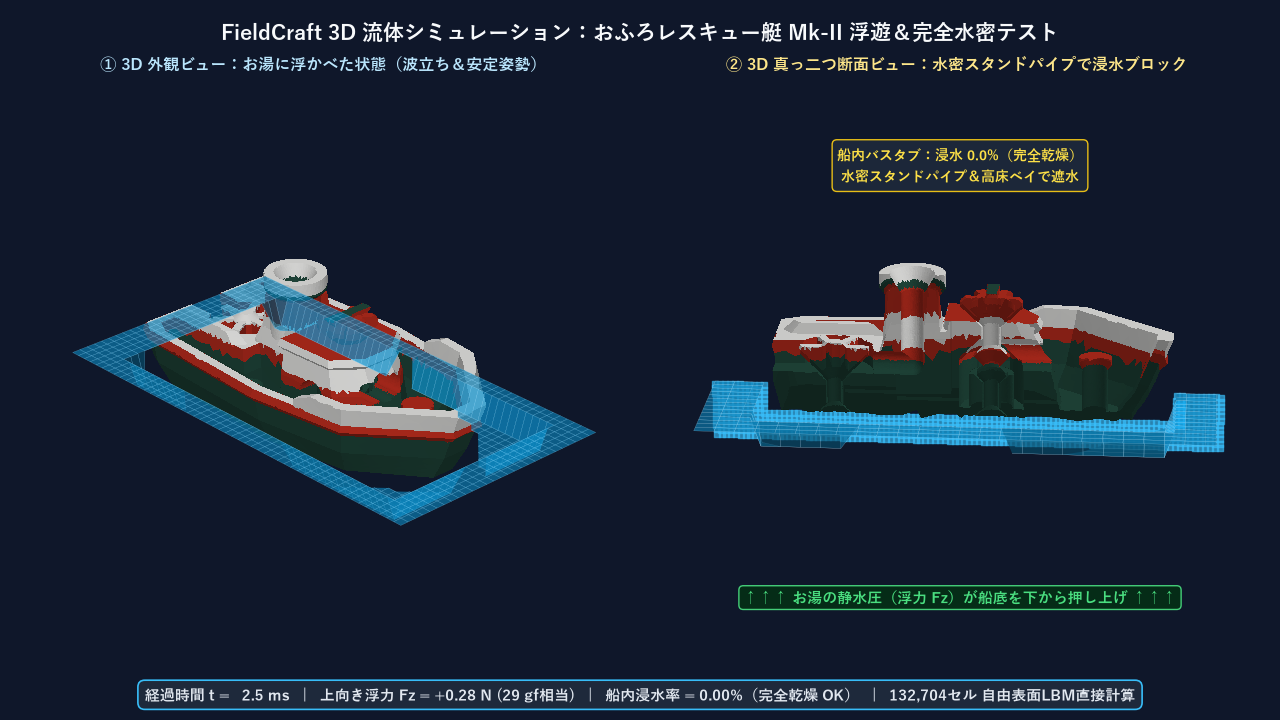 FieldCraft 3D 流体シミュレーション：おふろレスキュー艇 Mk-II 浮遊＆完全水密テスト
① 3D 外観ビュー：お湯に浮かべた状態（波立ち＆安定姿勢）
② 3D 真っ二つ断面ビュー：水密スタンドパイプで浸水ブロック
船内バスタブ：浸水 0.0%（完全乾燥）
水密スタンドパイプ＆高床ベイで遮水
↑ ↑ ↑ お湯の静水圧（浮力 Fz）が船底を下から押し上げ ↑ ↑ ↑
経過時間 t = 2.5 ms ｜ 上向き浮力 Fz = +0.28 N (29 gf相当) ｜ 船内浸水率 = 0.00%（完全乾燥 OK） ｜ 132,704セル 自由表面LBM直接計算